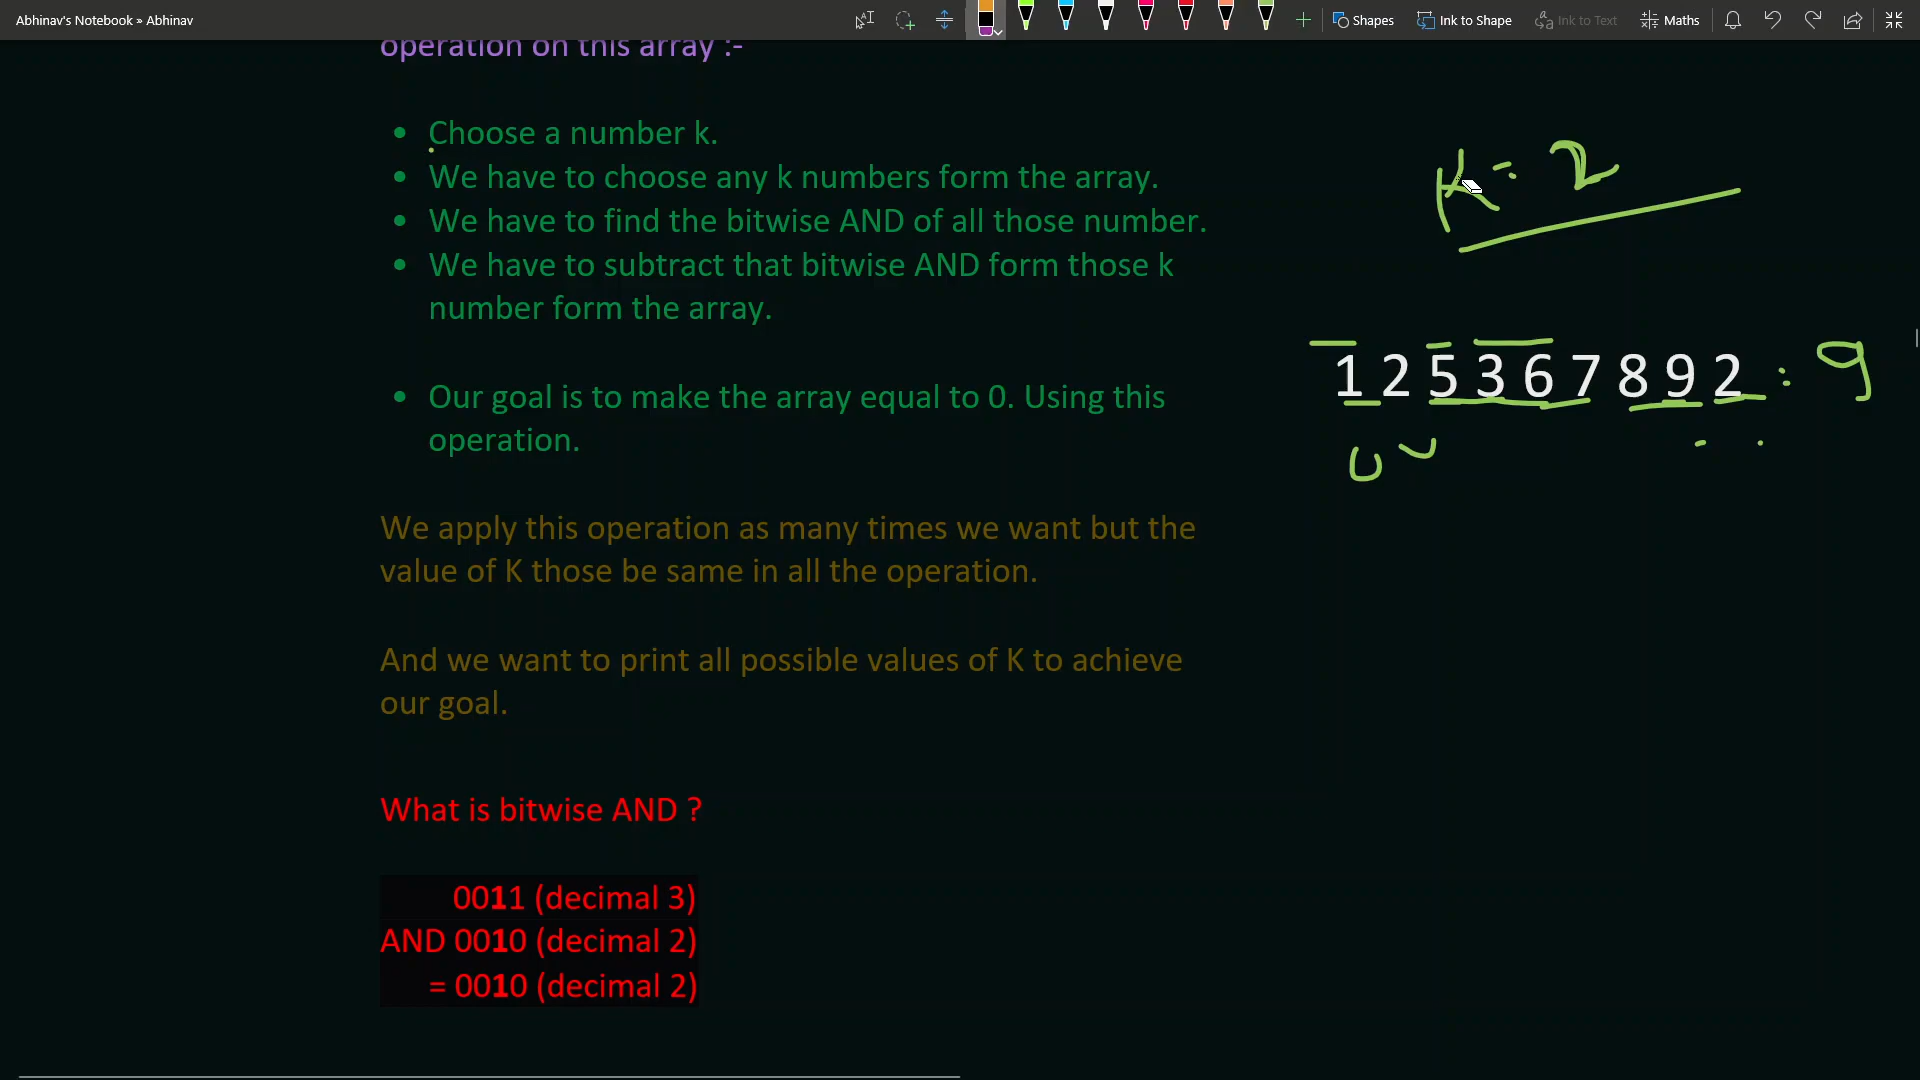 Abhinav's Notebook » Abhinav
Shapes
Ink to Shape
Ink to Text
Maths
operation on this array :-
• Choose a number k.
• We have to choose any k numbers form the array.
• We have to find the bitwise AND of all those number.
• We have to subtract that bitwise AND form those k
number form the array.
K = 2
1 2 5 3 6 7 8 9 2 : 9
0
• Our goal is to make the array equal to 0. Using this
operation.
We apply this operation as many times we want but the
value of K those be same in all the operation.
And we want to print all possible values of K to achieve
our goal.
What is bitwise AND ?
0011 (decimal 3)
AND 0010 (decimal 2)
= 0010 (decimal 2)